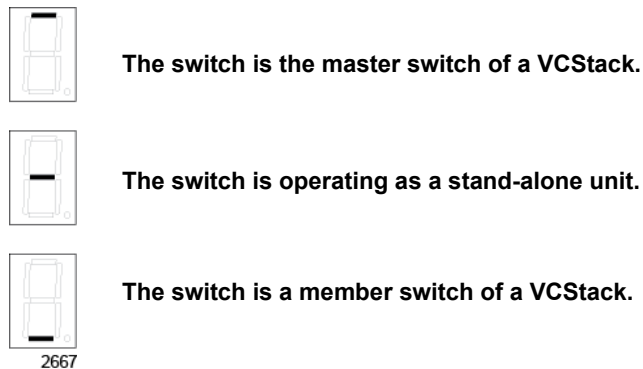 The switch is the master switch of a VCStack.
The switch is operating as a stand-alone unit.
The switch is a member switch of a VCStack.
2667